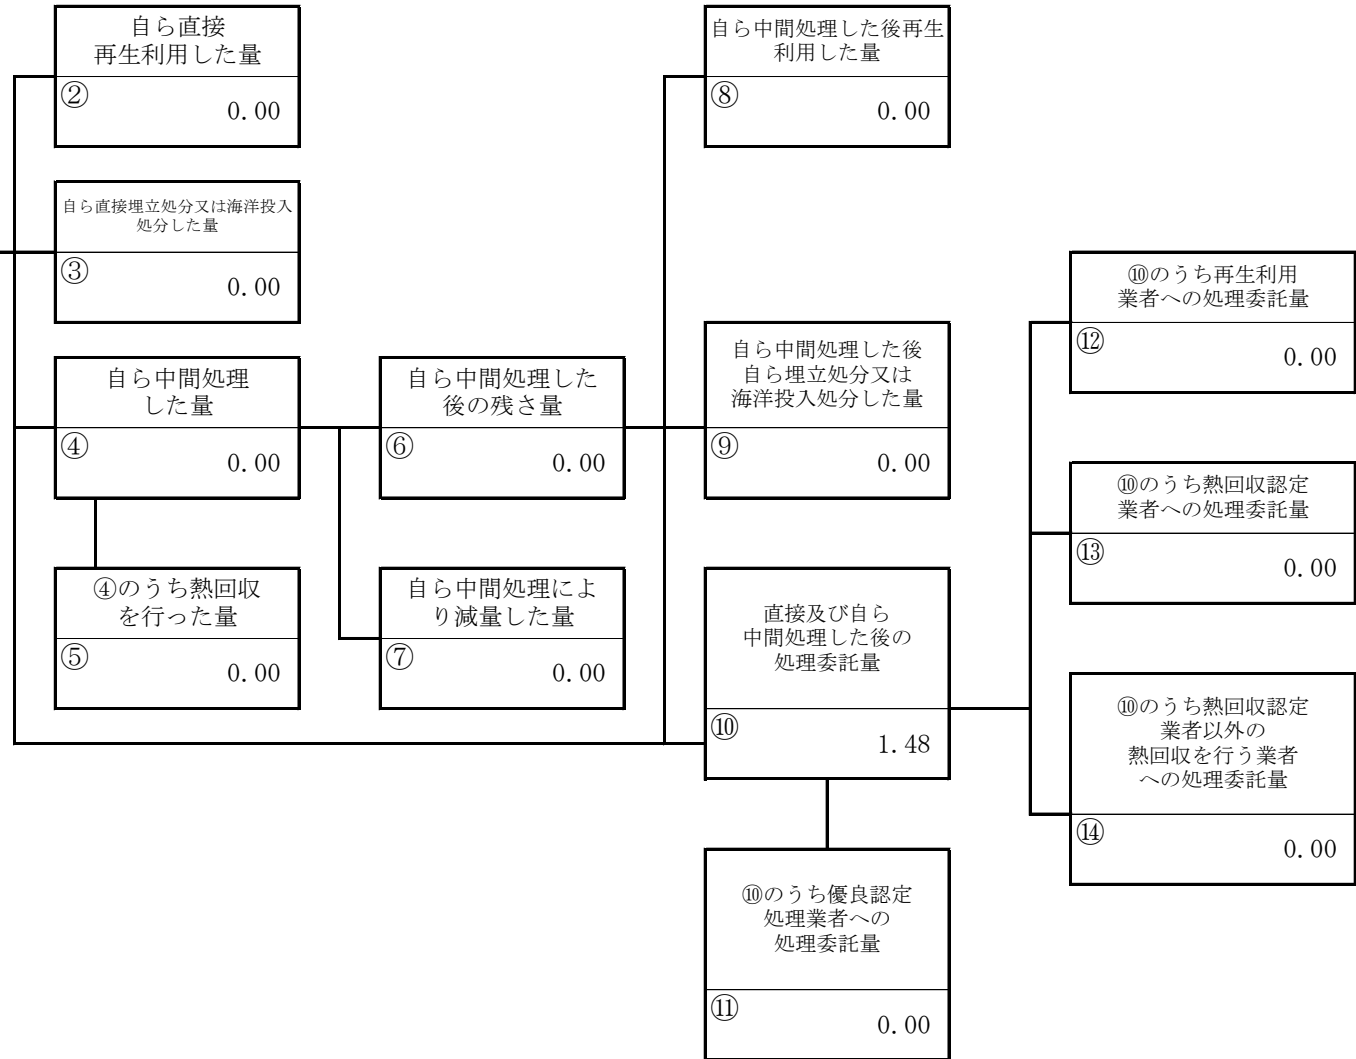 自ら直接
再生利用した量
②
0.00
自ら中間処理した後再生
利用した量
⑧
0.00
自ら直接埋立処分又は海洋投入
処分した量
③
0.00
⑩のうち再生利用
業者への処理委託量
⑫
0.00
自ら中間処理
した量
④
0.00
自ら中間処理した
後の残さ量
⑥
0.00
自ら中間処理した後
自ら埋立処分又は
海洋投入処分した量
⑨
0.00
⑩のうち熱回収認定
業者への処理委託量
⑬
0.00
④のうち熱回収
を行った量
⑤
0.00
自ら中間処理によ
り減量した量
⑦
0.00
直接及び自ら
中間処理した後の
処理委託量
⑩
1.48
⑩のうち熱回収認定
業者以外の
熱回収を行う業者
への処理委託量
⑭
0.00
⑩のうち優良認定
処理業者への
処理委託量
⑪
0.00